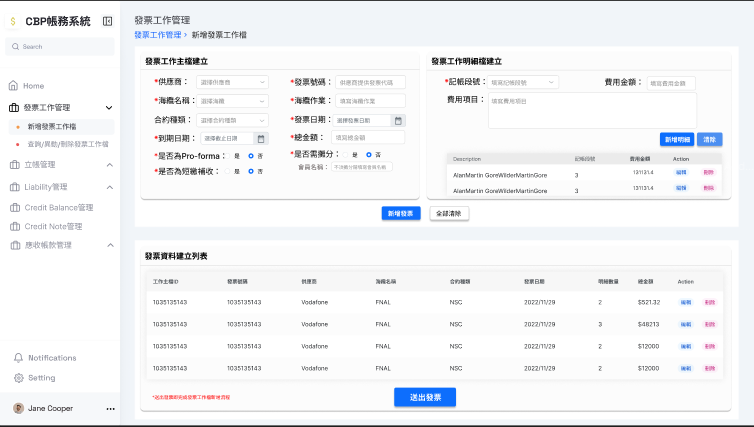 CBP帳務系統
Search
Home
發票工作管理
新增發票工作檔
查詢/異動/刪除發票工作檔
立帳管理
Liability管理
Credit Balance管理
Credit Note管理
應收帳款管理
Notifications
Setting
Jane Cooper
發票工作管理
發票工作管理 > 新增發票工作檔
發票工作主檔建立
*供應商： 選擇供應商
*發票號碼： 供應商提供發票代碼
*海纜名稱： 選擇海纜
*海纜作業： 填寫海纜作業
合約種類： 選擇合約種類
*發票日期： 選擇發票日期
*到期日期： 選擇截止日期
*總金額： 填寫總金額
*是否為Pro-forma： 是 否
*是否需攤分： 是 否
*是否為短繳補收： 是 否
會員名稱：
發票工作明細檔建立
*記帳段號： 填寫記帳段號
費用金額： 填寫費用金額
費用項目： 填寫費用項目
新增明細 清除
Description 記帳段號 費用金額 Action
AlanMartin GoreWilderMartinGore 3 131131.4 編輯 刪除
AlanMartin GoreWilderMartinGore 3 131131.4 編輯 刪除
新增發票 全部清除
發票資料建立列表
工作主檔ID 發票號碼 供應商 海纜名稱 合約種類 發票日期 明細數量 總金額 Action
1035135143 1035135143 Vodafone FNAL NSC 2022/11/29 2 $521.32 編輯 刪除
1035135143 1035135143 Vodafone FNAL NSC 2022/11/29 3 $48213 編輯 刪除
1035135143 1035135143 Vodafone FNAL NSC 2022/11/29 2 $12000 編輯 刪除
1035135143 1035135143 Vodafone FNAL NSC 2022/11/29 2 $12000 編輯 刪除
*送出發票即完成發票工作檔新增流程
送出發票